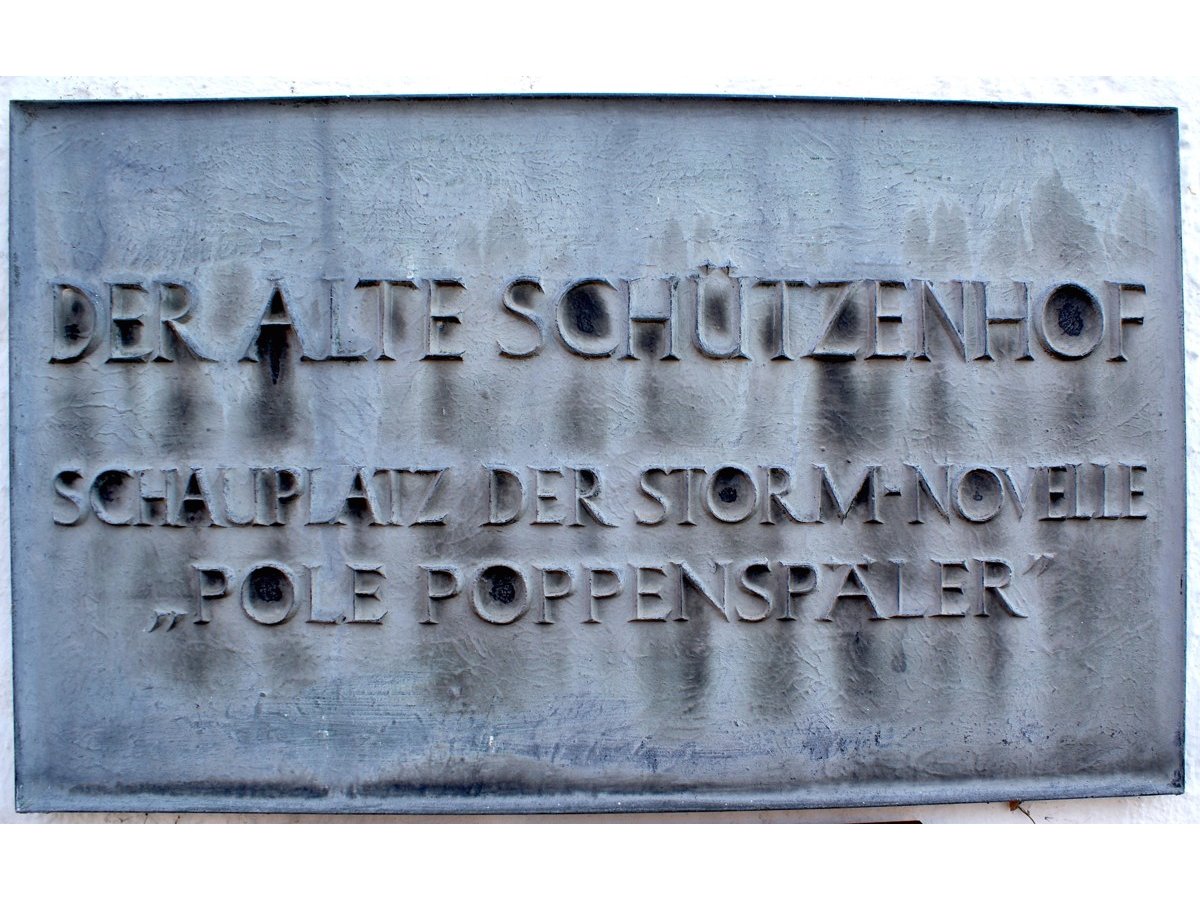 DER ALTE SCHÜTZENHOF
SCHAUPLATZ DER STORM-NOVELLE
„POLE POPPENSPÄLER”